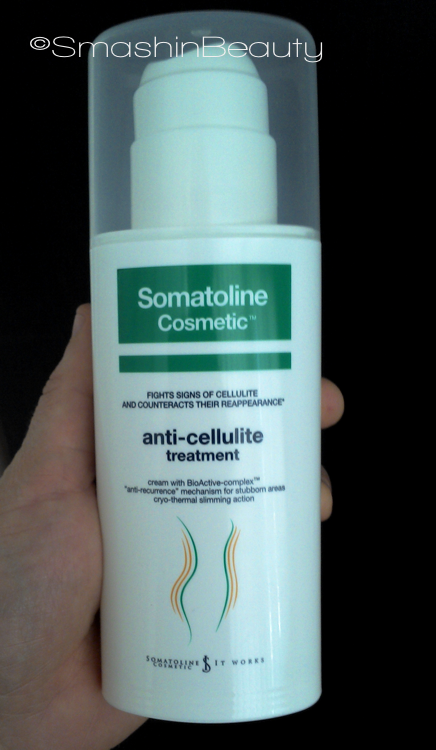 ©SmashinBeauty
Somatoline
Cosmetic™
FIGHTS SIGNS OF CELLULITE
AND COUNTERACTS THEIR REAPPEARANCE*
anti-cellulite
treatment
cream with BioActive-complex™
"anti-recurrence" mechanism for stubborn areas
cryo-thermal slimming action
SOMATOLINE IT WORKS
COSMETIC